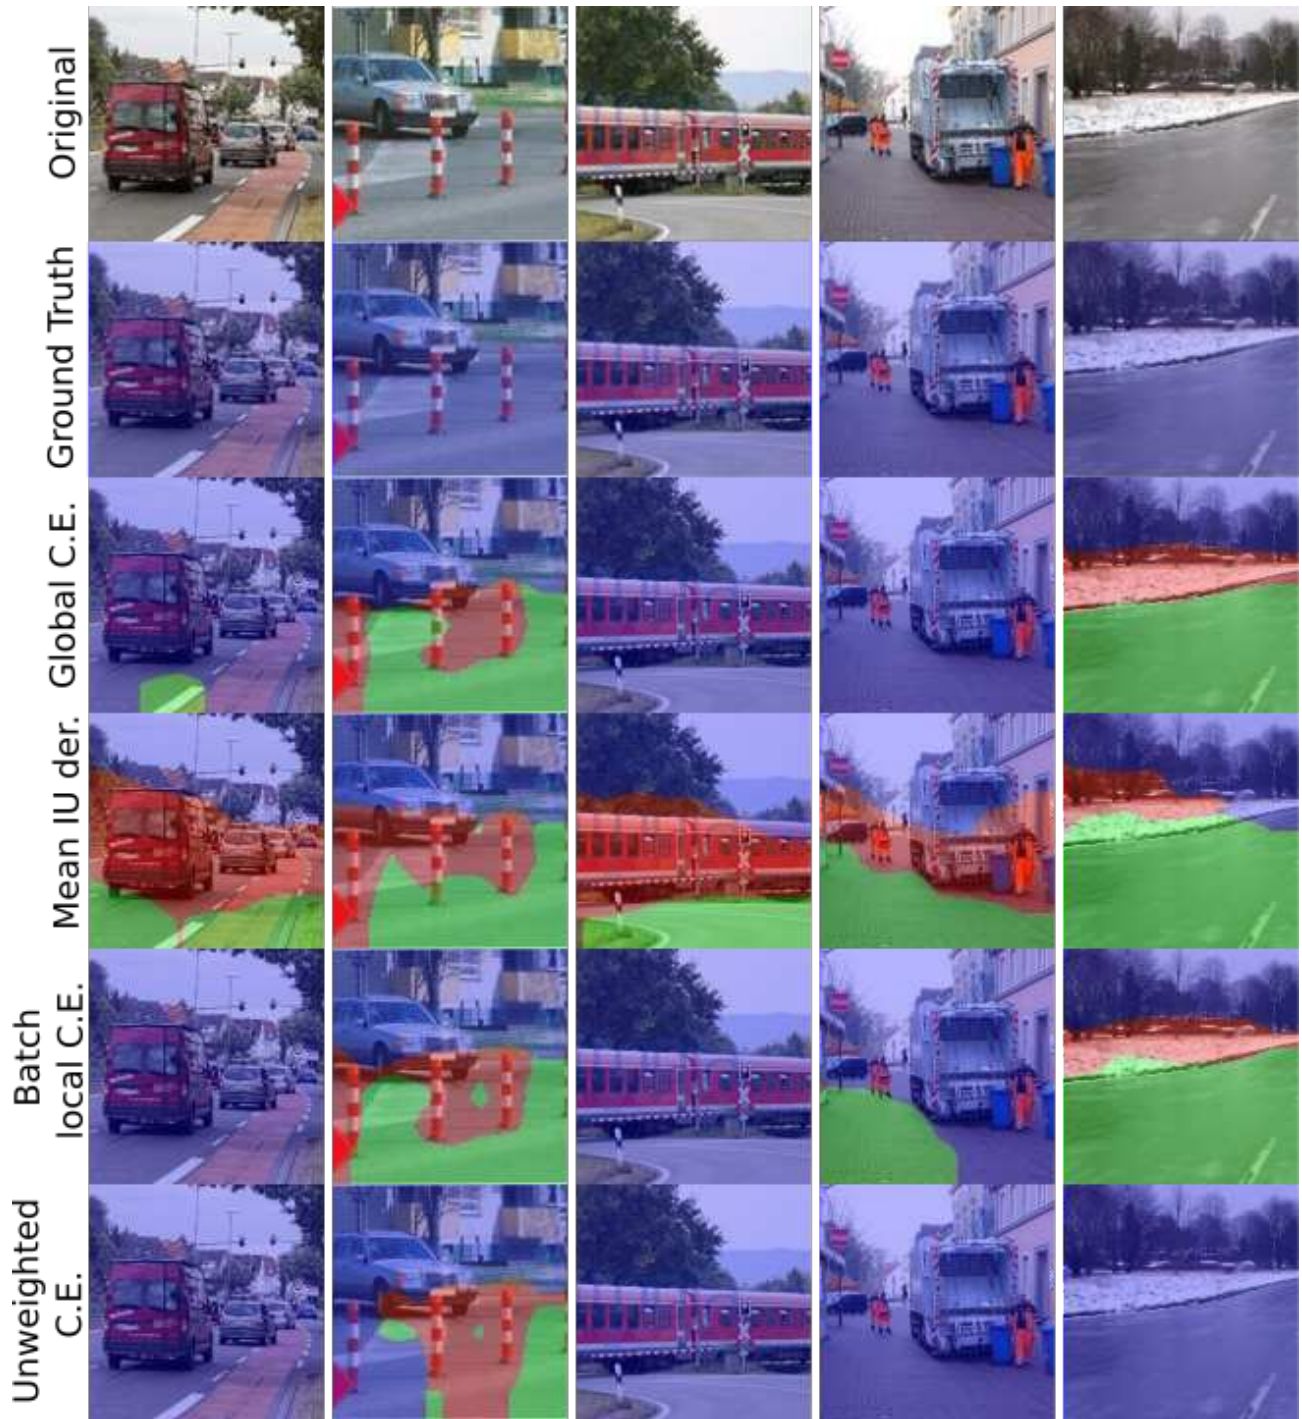 Original
Ground Truth
Global C.E.
Mean IU der.
Batch
local C.E.
Unweighted
C.E.